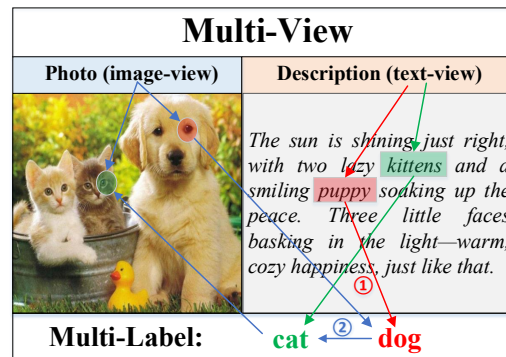 Multi-View
Photo (image-view)
Description (text-view)
The sun is shining just right,
with two lazy kittens and a
smiling puppy soaking up the
peace. Three little faces
basking in the light—warm,
cozy happiness, just like that.
①
Multi-Label:
cat
②
dog